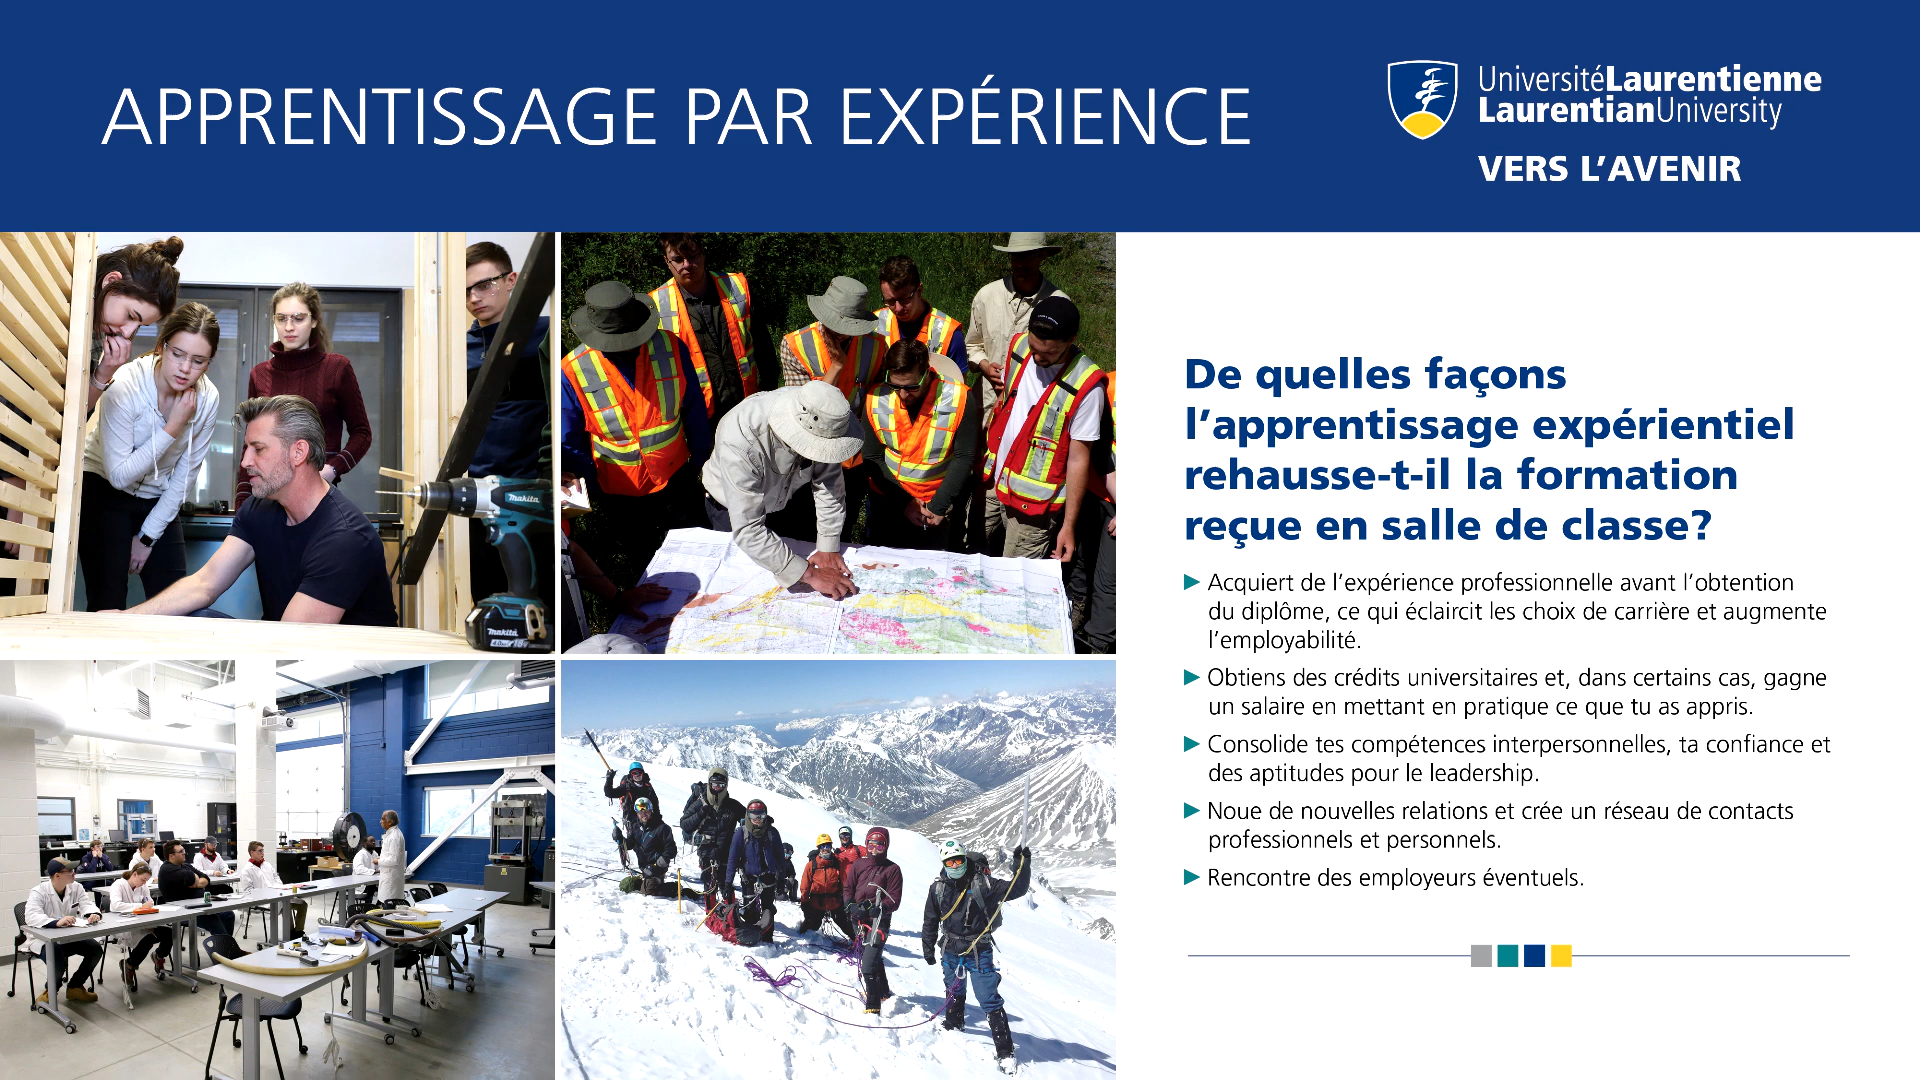 APPRENTISSAGE PAR EXPÉRIENCE
UniversitéLaurentienne
LaurentianUniversity
VERS L’AVENIR
De quelles façons
l’apprentissage expérientiel
rehausse-t-il la formation
reçue en salle de classe?
Acquiert de l’expérience professionnelle avant l’obtention
du diplôme, ce qui éclaircit les choix de carrière et augmente
l’employabilité.
Obtiens des crédits universitaires et, dans certains cas, gagne
un salaire en mettant en pratique ce que tu as appris.
Consolide tes compétences interpersonnelles, ta confiance et
des aptitudes pour le leadership.
Noue de nouvelles relations et crée un réseau de contacts
professionnels et personnels.
Rencontre des employeurs éventuels.
makita
makita